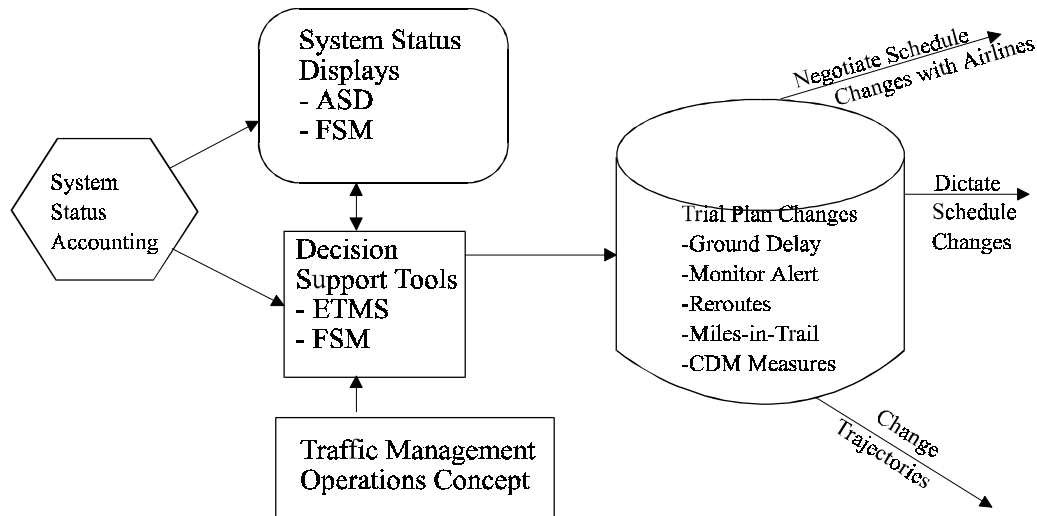 System Status
Displays
- ASD
- FSM
System
Status
Accounting
Decision
Support Tools
- ETMS
- FSM
Traffic Management
Operations Concept
Trial Plan Changes
-Ground Delay
-Monitor Alert
-Reroutes
-Miles-in-Trail
-CDM Measures
Negotiate Schedule
Changes with Airlines
Dictate
Schedule
Changes
Change
Trajectories